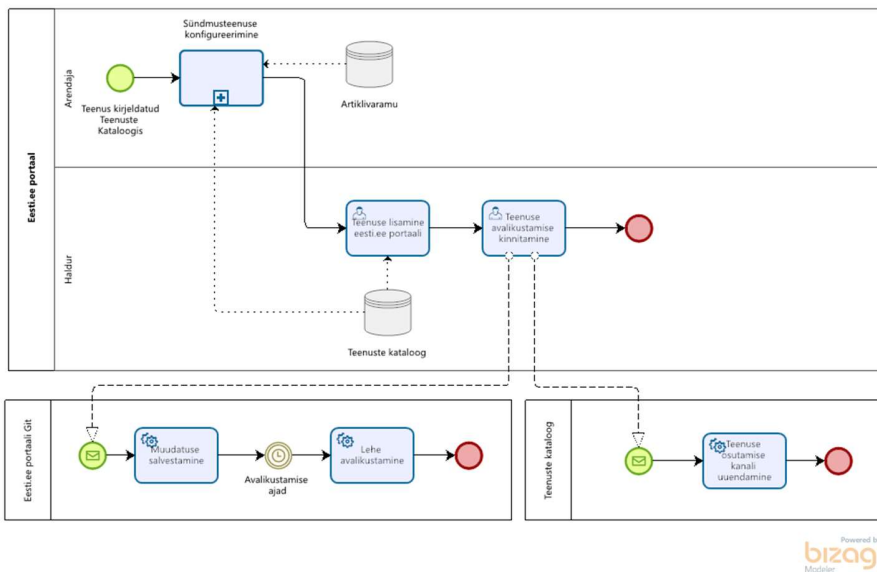 Sündmusteenuse
konfigureerimine
Arendaja
Teenus kirjeldatud
Teenuste
Kataloogis
Artiklivaramu
Eesti.ee portaal
Haldur
Teenuse lisamine
eesti.ee portaali
Teenuse
avalikustamise
kinnitamine
Teenuste kataloog
Eesti.ee portaali Git
Muudatuse
salvestamine
Avalikustamise
ajad
Lehe
avalikustamine
Teenuste kataloog
Teenuse
osutamise
kanali
uuendamine
Powered b
bizag
Modeler